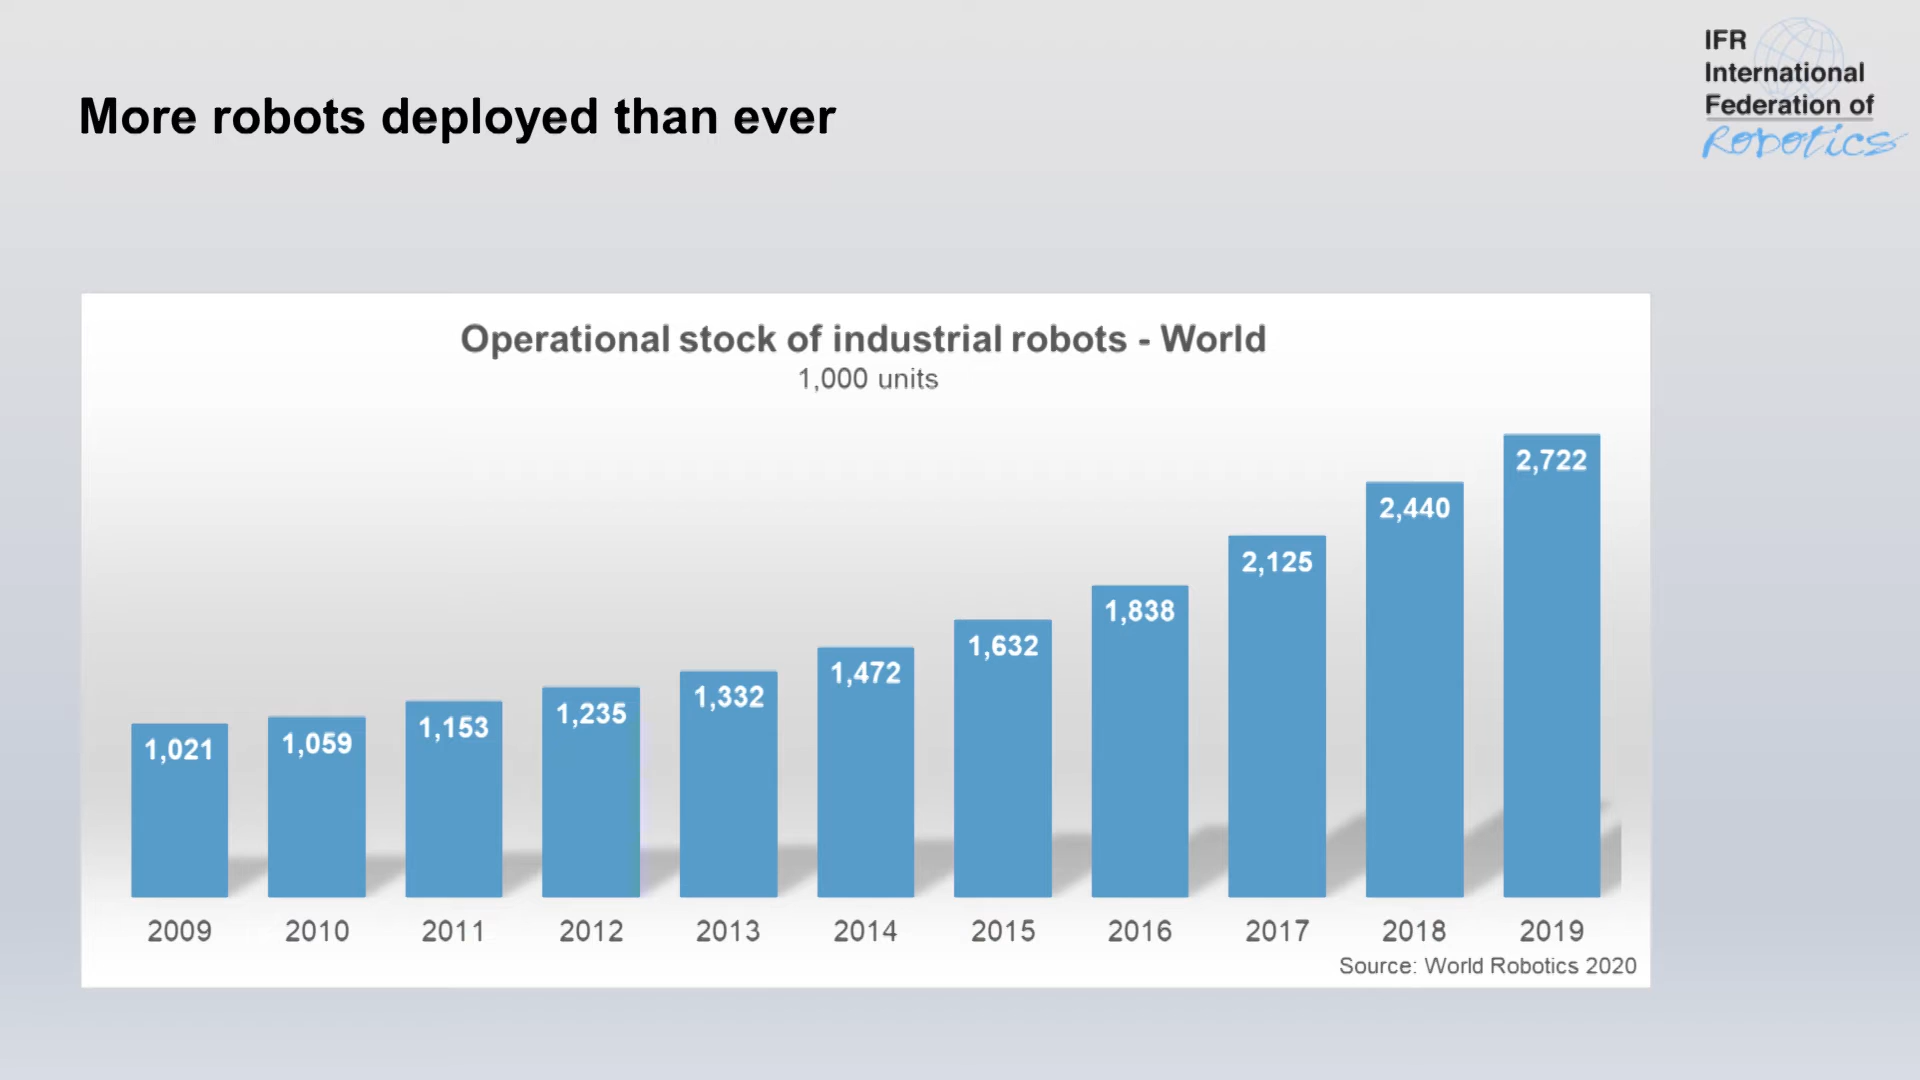 IFR
International
Federation of
Robotics
More robots deployed than ever
Operational stock of industrial robots - World
1,000 units
1,021
1,059
1,153
1,235
1,332
1,472
1,632
1,838
2,125
2,440
2,722
2009 2010 2011 2012 2013 2014 2015 2016 2017 2018 2019
Source: World Robotics 2020